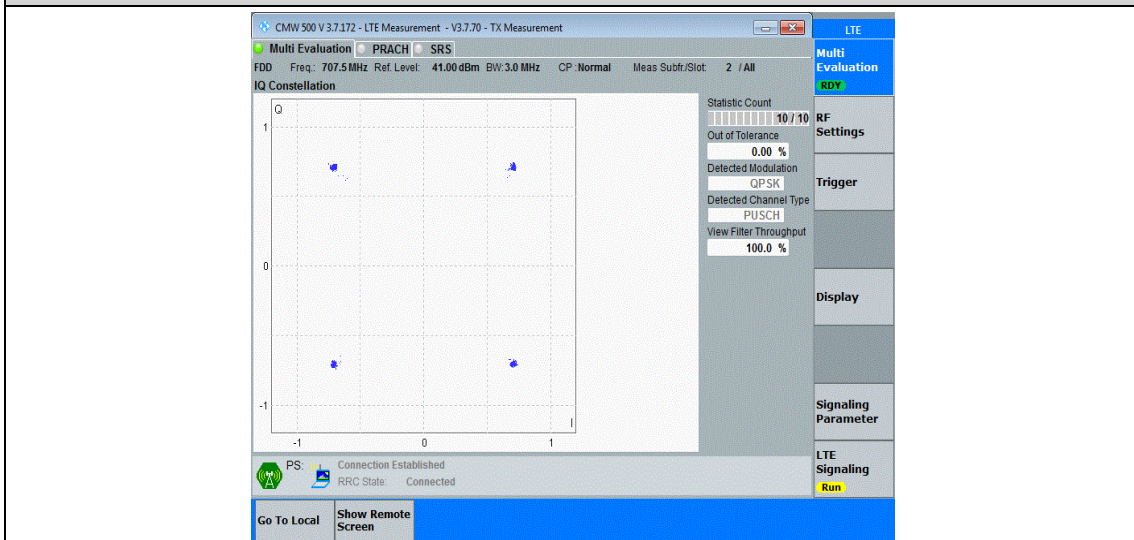 CMW 500 V 3.7.172 - LTE Measurement - V3.7.70 - TX Measurement
LTE
Multi Evaluation PRACH SRS
Multi
Evaluation
RDY
FDD Freq.: 707.5 MHz Ref. Level: 41.00 dBm BW: 3.0 MHz CP : Normal Meas Subfr./Slot: 2 / All
IQ Constellation
Q
1
0
-1
-1 0 1
I
Statistic Count
10 / 10
Out of Tolerance
0.00 %
Detected Modulation
QPSK
Detected Channel Type
PUSCH
View Filter Throughput
100.0 %
RF
Settings
Trigger
Display
Signaling
Parameter
LTE
Signaling
Run
PS: Connection Established
RRC State: Connected
Go To Local
Show Remote
Screen